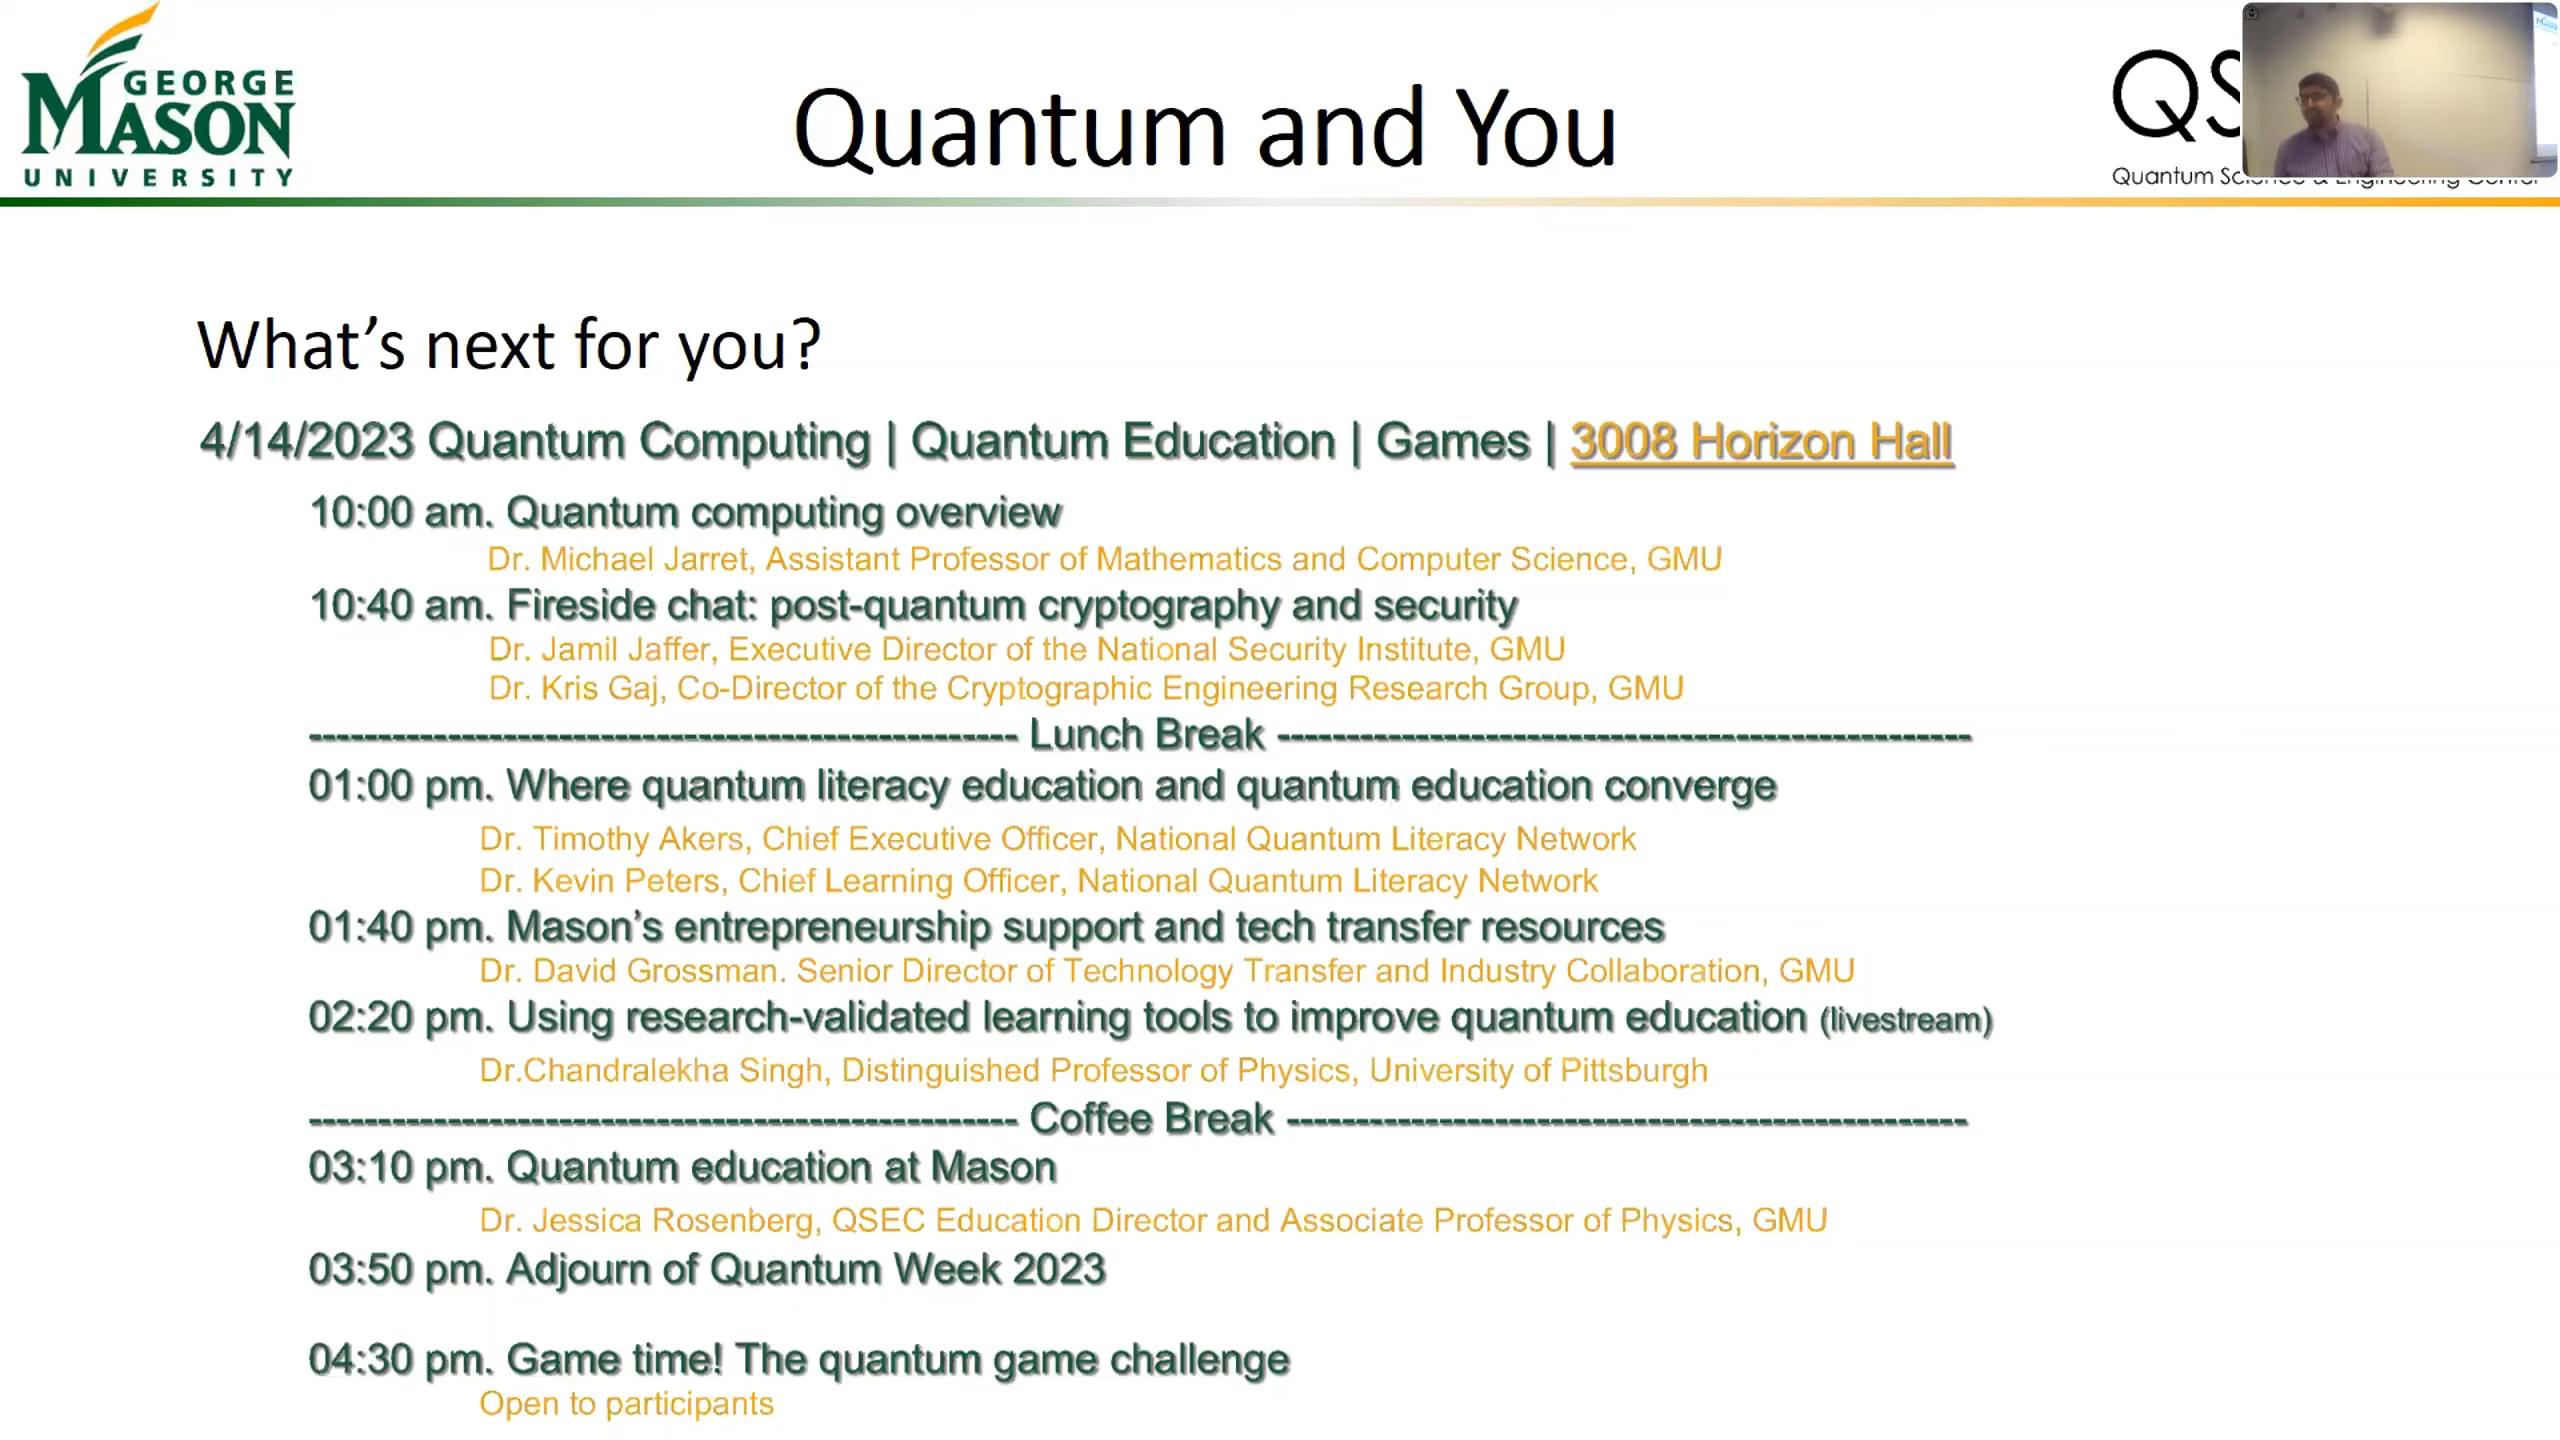 GEORGE
MASON
UNIVERSITY
Quantum and You
QS
Quantum
What's next for you?
4/14/2023 Quantum Computing | Quantum Education | Games | 3008 Horizon Hall
10:00 am. Quantum computing overview
Dr. Michael Jarret, Assistant Professor of Mathematics and Computer Science, GMU
10:40 am. Fireside chat: post-quantum cryptography and security
Dr. Jamil Jaffer, Executive Director of the National Security Institute, GMU
Dr. Kris Gaj, Co-Director of the Cryptographic Engineering Research Group, GMU
--------------------------------------------------- Lunch Break --------------------------------------------------
01:00 pm. Where quantum literacy education and quantum education converge
Dr. Timothy Akers, Chief Executive Officer, National Quantum Literacy Network
Dr. Kevin Peters, Chief Learning Officer, National Quantum Literacy Network
01:40 pm. Mason's entrepreneurship support and tech transfer resources
Dr. David Grossman. Senior Director of Technology Transfer and Industry Collaboration, GMU
02:20 pm. Using research-validated learning tools to improve quantum education (livestream)
Dr.Chandralekha Singh, Distinguished Professor of Physics, University of Pittsburgh
--------------------------------------------------- Coffee Break -------------------------------------------------
03:10 pm. Quantum education at Mason
Dr. Jessica Rosenberg, QSEC Education Director and Associate Professor of Physics, GMU
03:50 pm. Adjourn of Quantum Week 2023
04:30 pm. Game time! The quantum game challenge
Open to participants